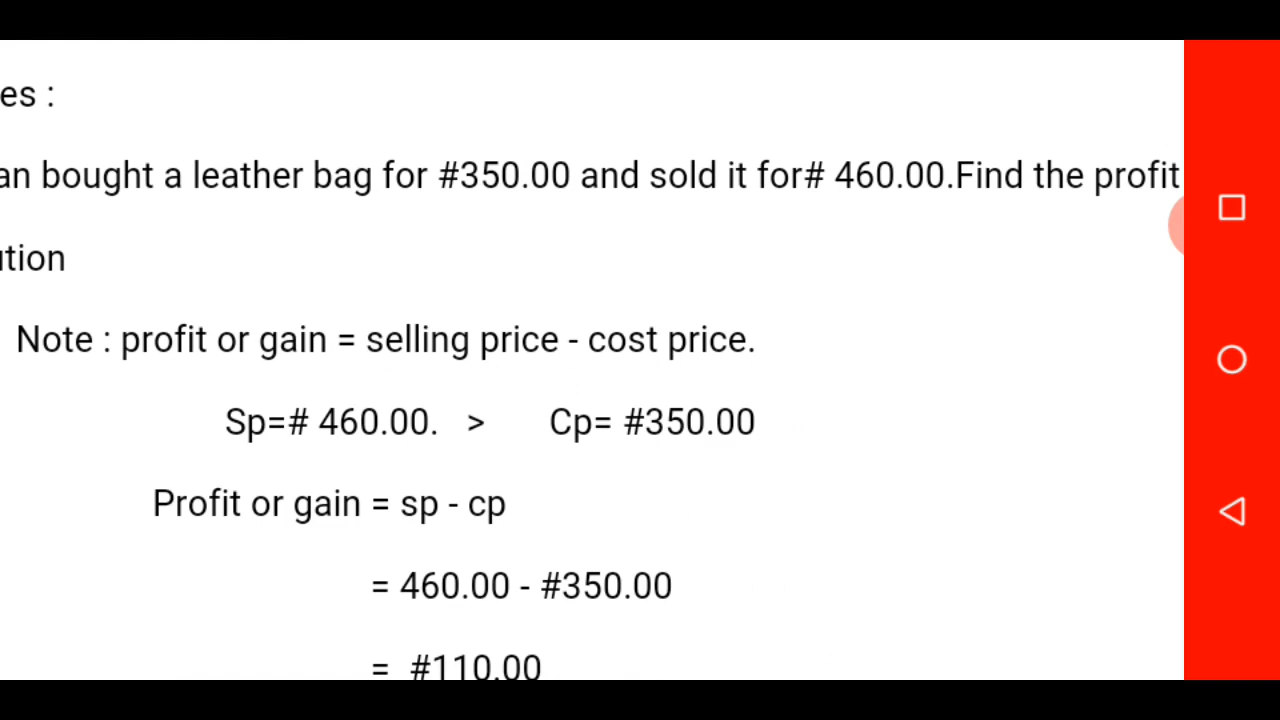 es :
an bought a leather bag for #350.00 and sold it for# 460.00.Find the profit
ution
Note : profit or gain = selling price - cost price.
Sp=# 460.00. > Cp= #350.00
Profit or gain = sp - cp
= 460.00 - #350.00
= #110.00